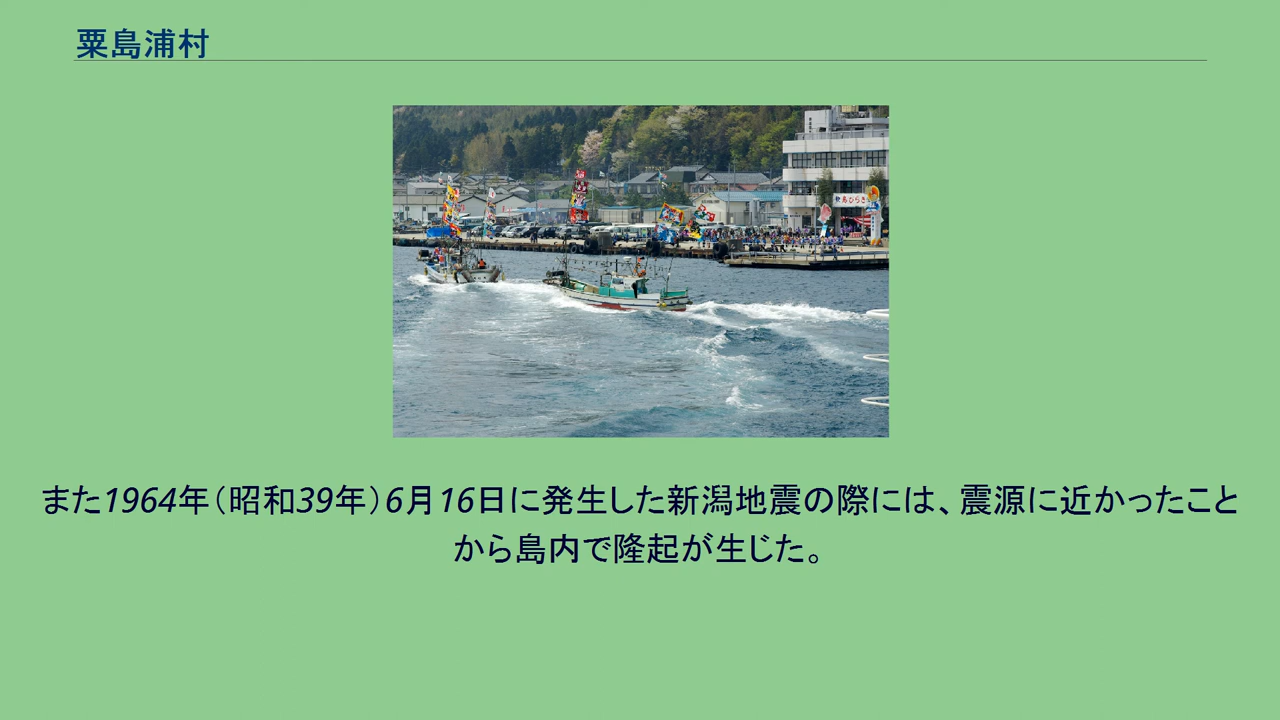 粟島浦村
また1964年（昭和39年）6月16日に発生した新潟地震の際には、震源に近かったこと
から島内で隆起が生じた。